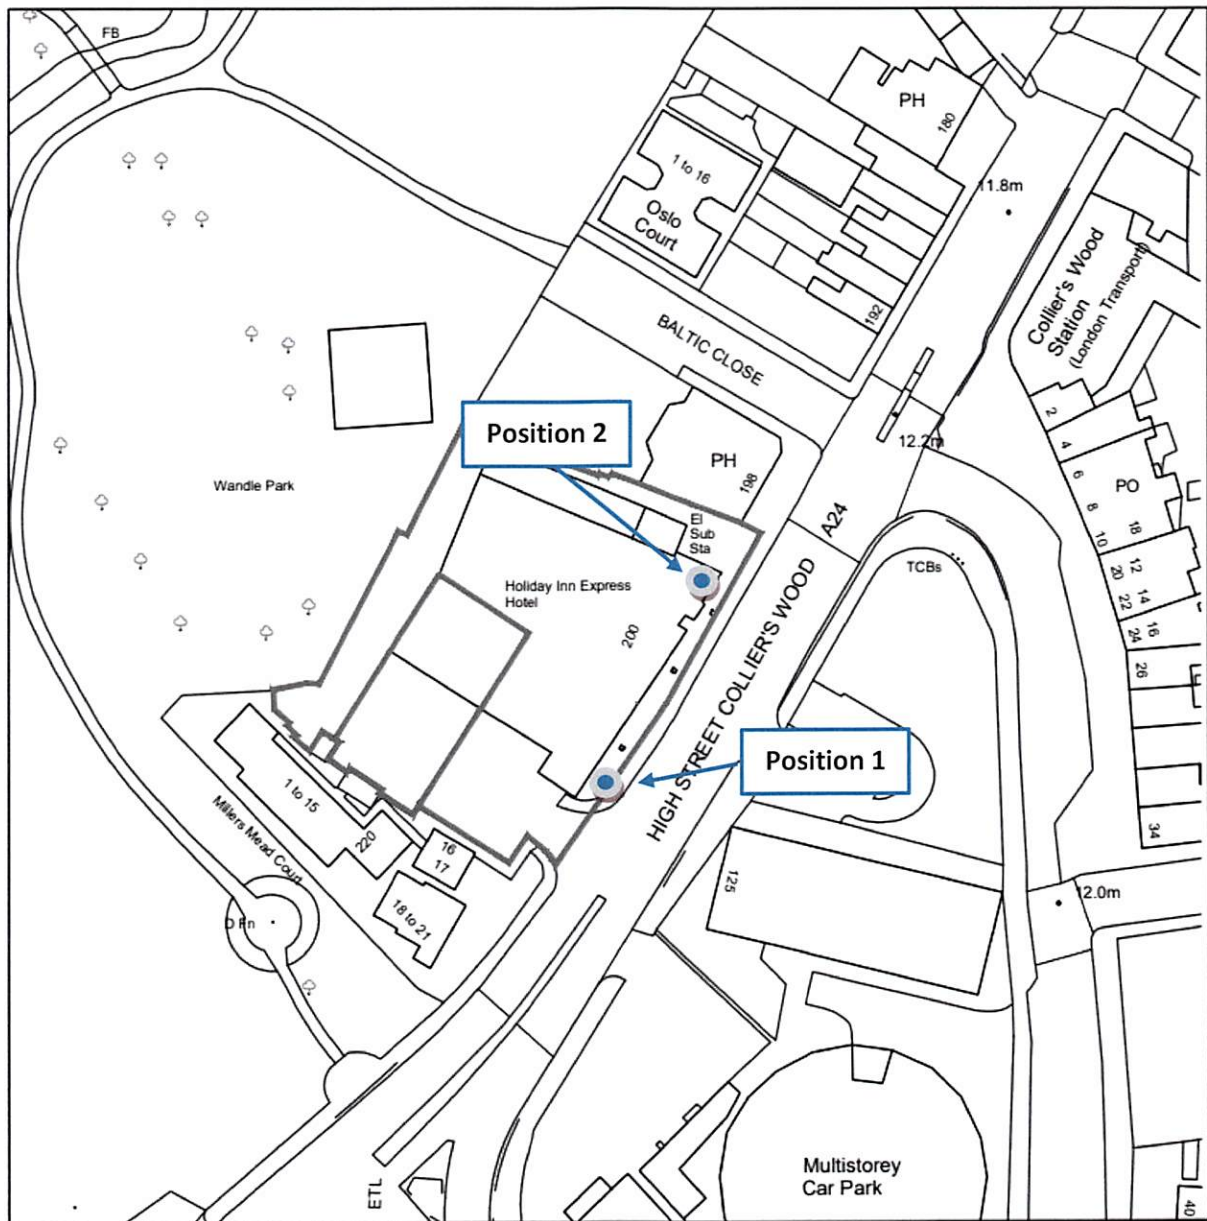 FB
PH
180
1 to 16
Oslo
Court
11.8m
Collier's Wood
Station
(London Transport)
192
BALTIC CLOSE
2
4
6
8
10
12.2m
PO
18
12
20
14
22
16
24
26
34
Position 2
PH
198
A24
Wandle Park
El
Sub
Sta
TCBs
Holiday Inn Express
Hotel
200
HIGH STREET COLLIER'S WOOD
Position 1
1 to 15
220
Millers Mead Court
16
17
18 to 21
D Fn
125
12.0m
ETL
Multistorey
Car Park
40